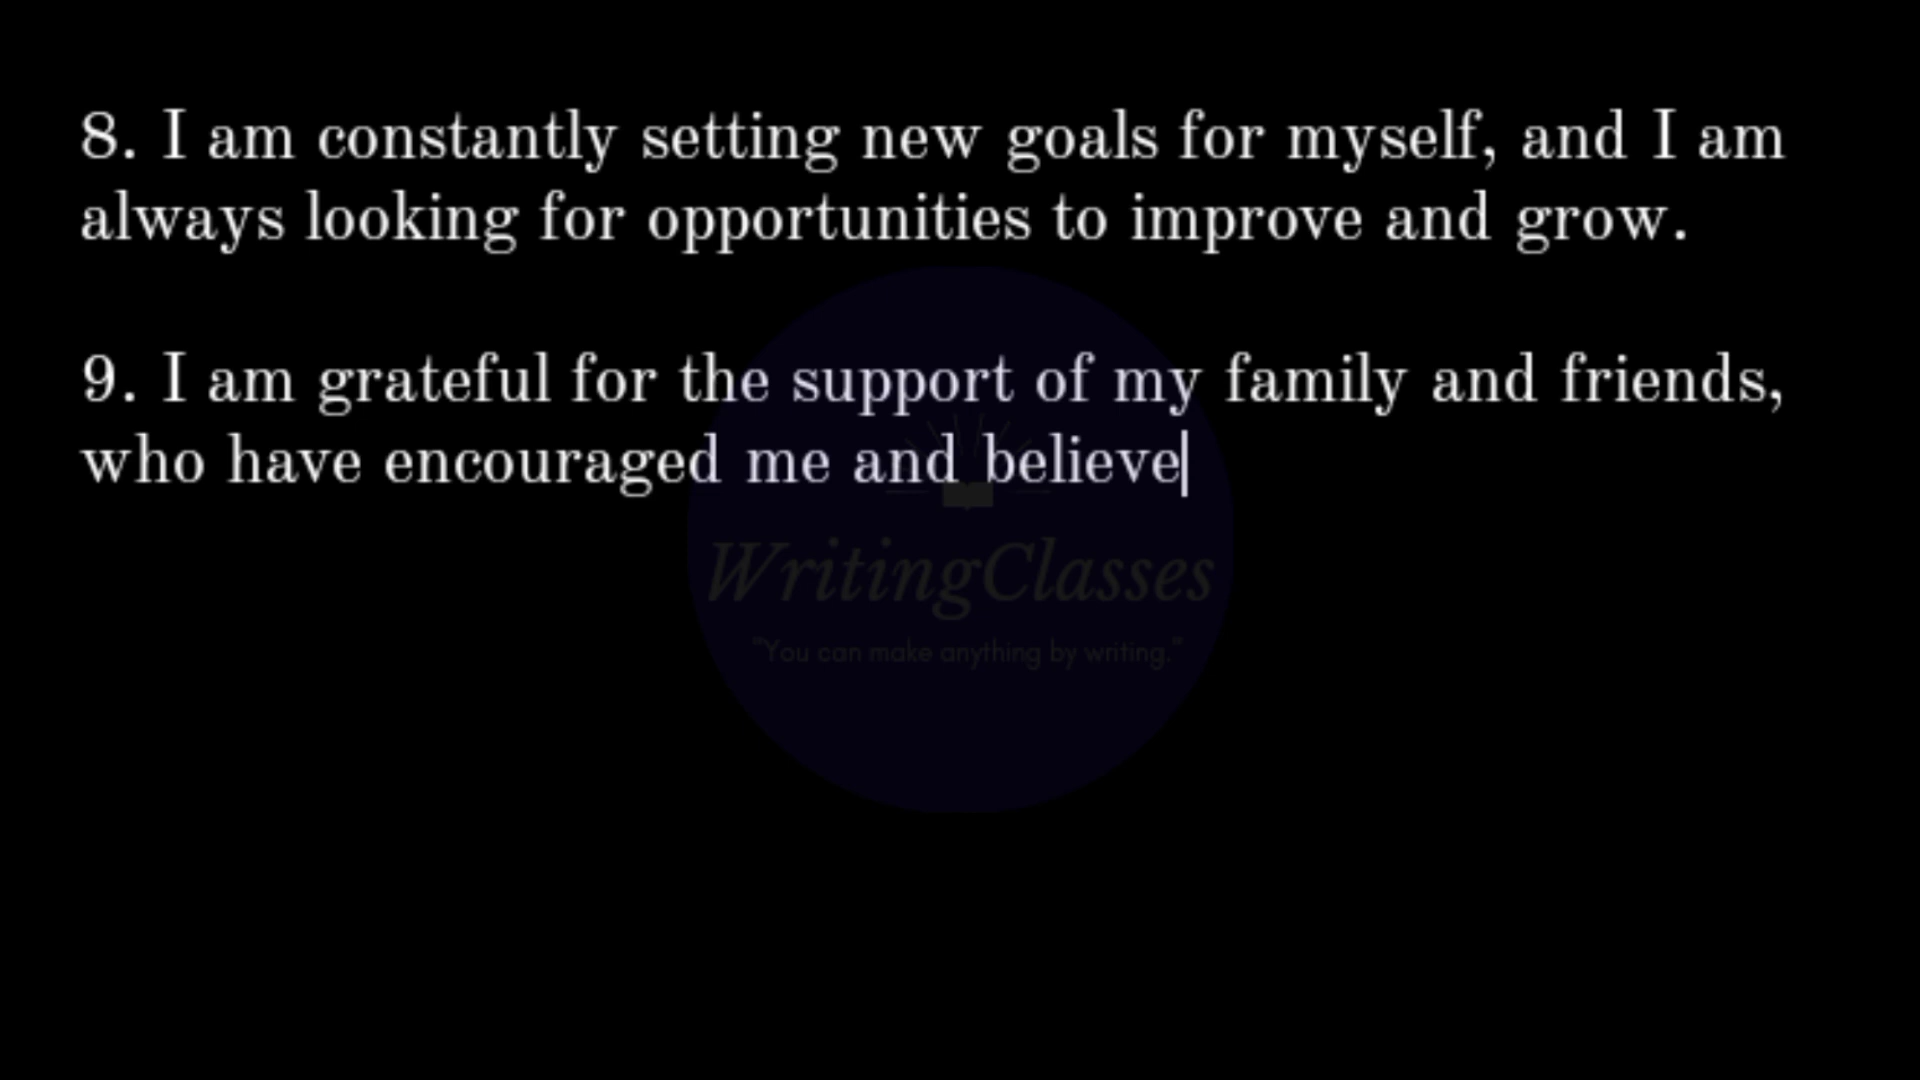 8. I am constantly setting new goals for myself, and I am
always looking for opportunities to improve and grow.
9. I am grateful for the support of my family and friends,
who have encouraged me and believe
WritingClasses
"You can make anything by writing."